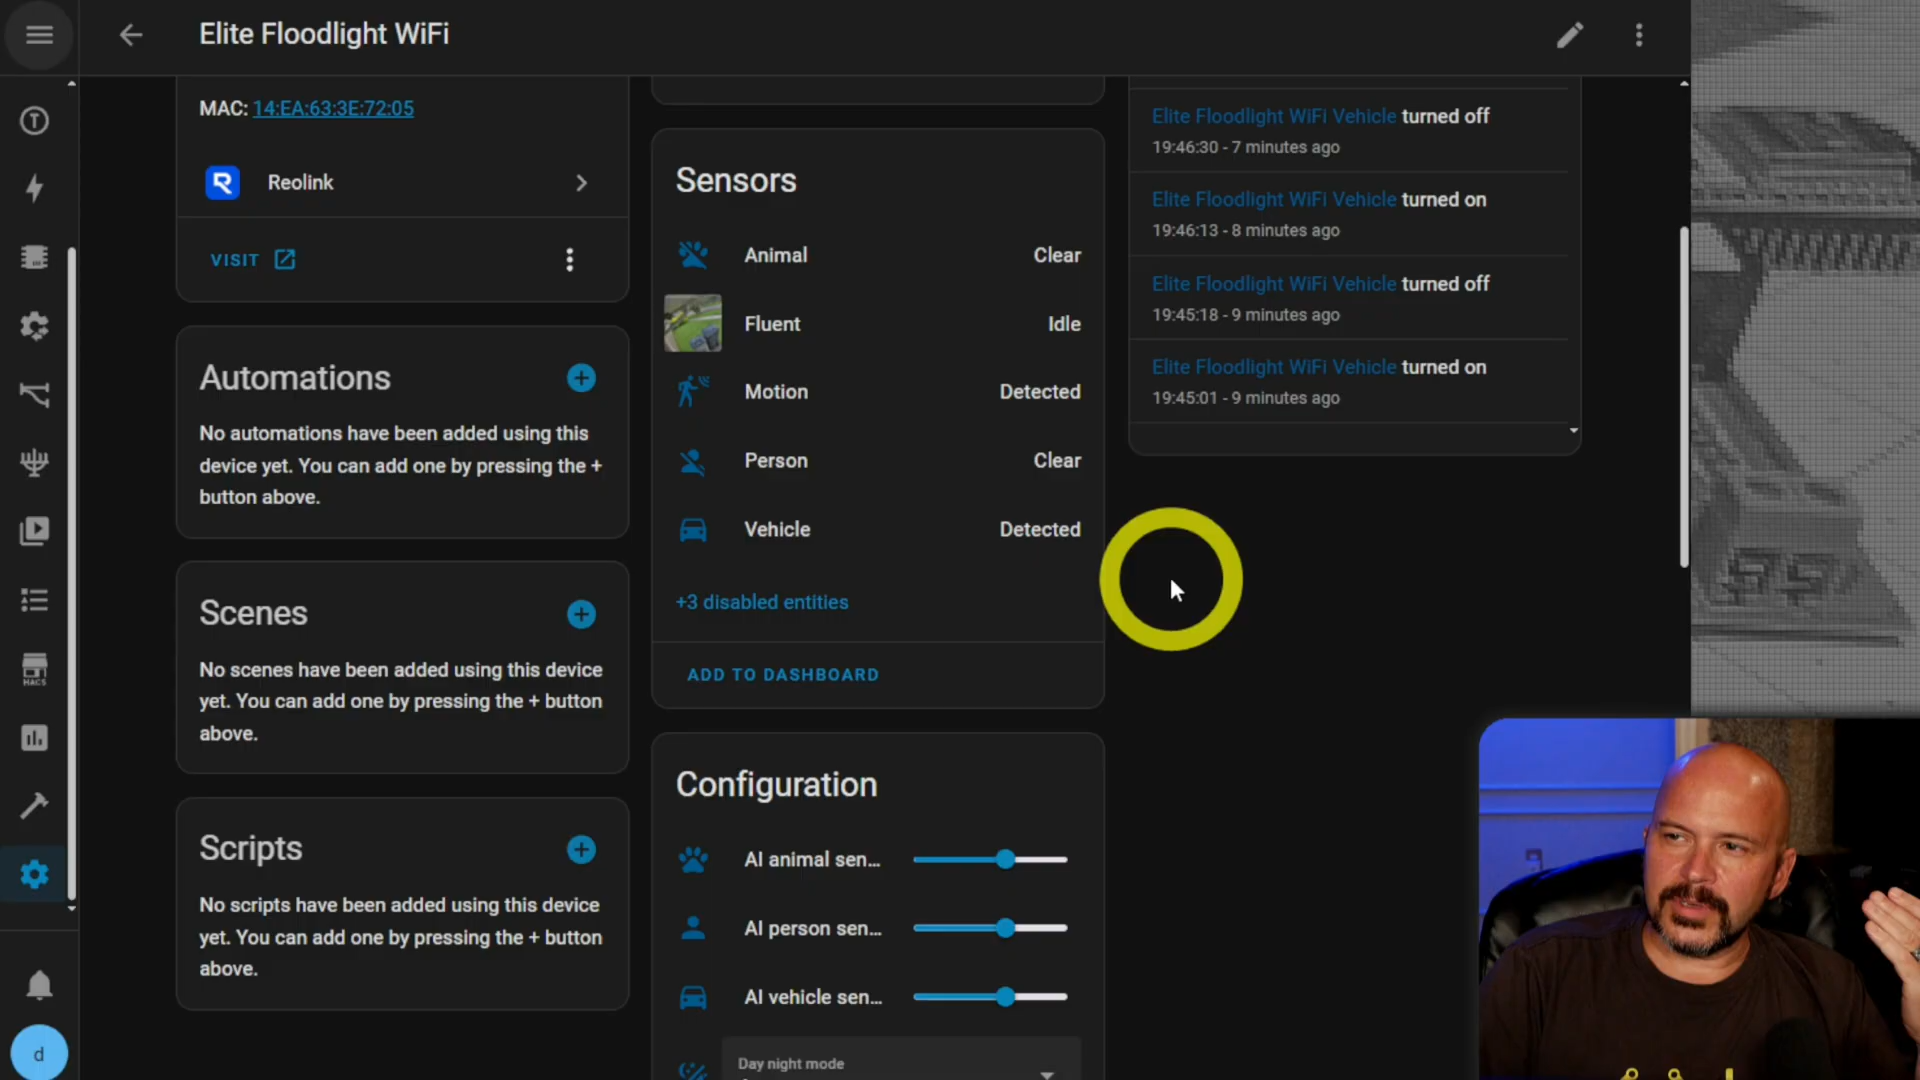 Elite Floodlight WiFi
MAC: 14:EA:63:3E:72:05
Reolink
VISIT
Automations
No automations have been added using this
device yet. You can add one by pressing the +
button above.
Scenes
No scenes have been added using this device
yet. You can add one by pressing the + button
above.
Scripts
No scripts have been added using this device
yet. You can add one by pressing the + button
above.
Sensors
Animal Clear
Fluent Idle
Motion Detected
Person Clear
Vehicle Detected
+3 disabled entities
ADD TO DASHBOARD
Configuration
AI animal sen...
AI person sen...
AI vehicle sen...
Day night mode
Elite Floodlight WiFi Vehicle turned off
19:46:30 - 7 minutes ago
Elite Floodlight WiFi Vehicle turned on
19:46:13 - 8 minutes ago
Elite Floodlight WiFi Vehicle turned off
19:45:18 - 9 minutes ago
Elite Floodlight WiFi Vehicle turned on
19:45:01 - 9 minutes ago
HACS
d